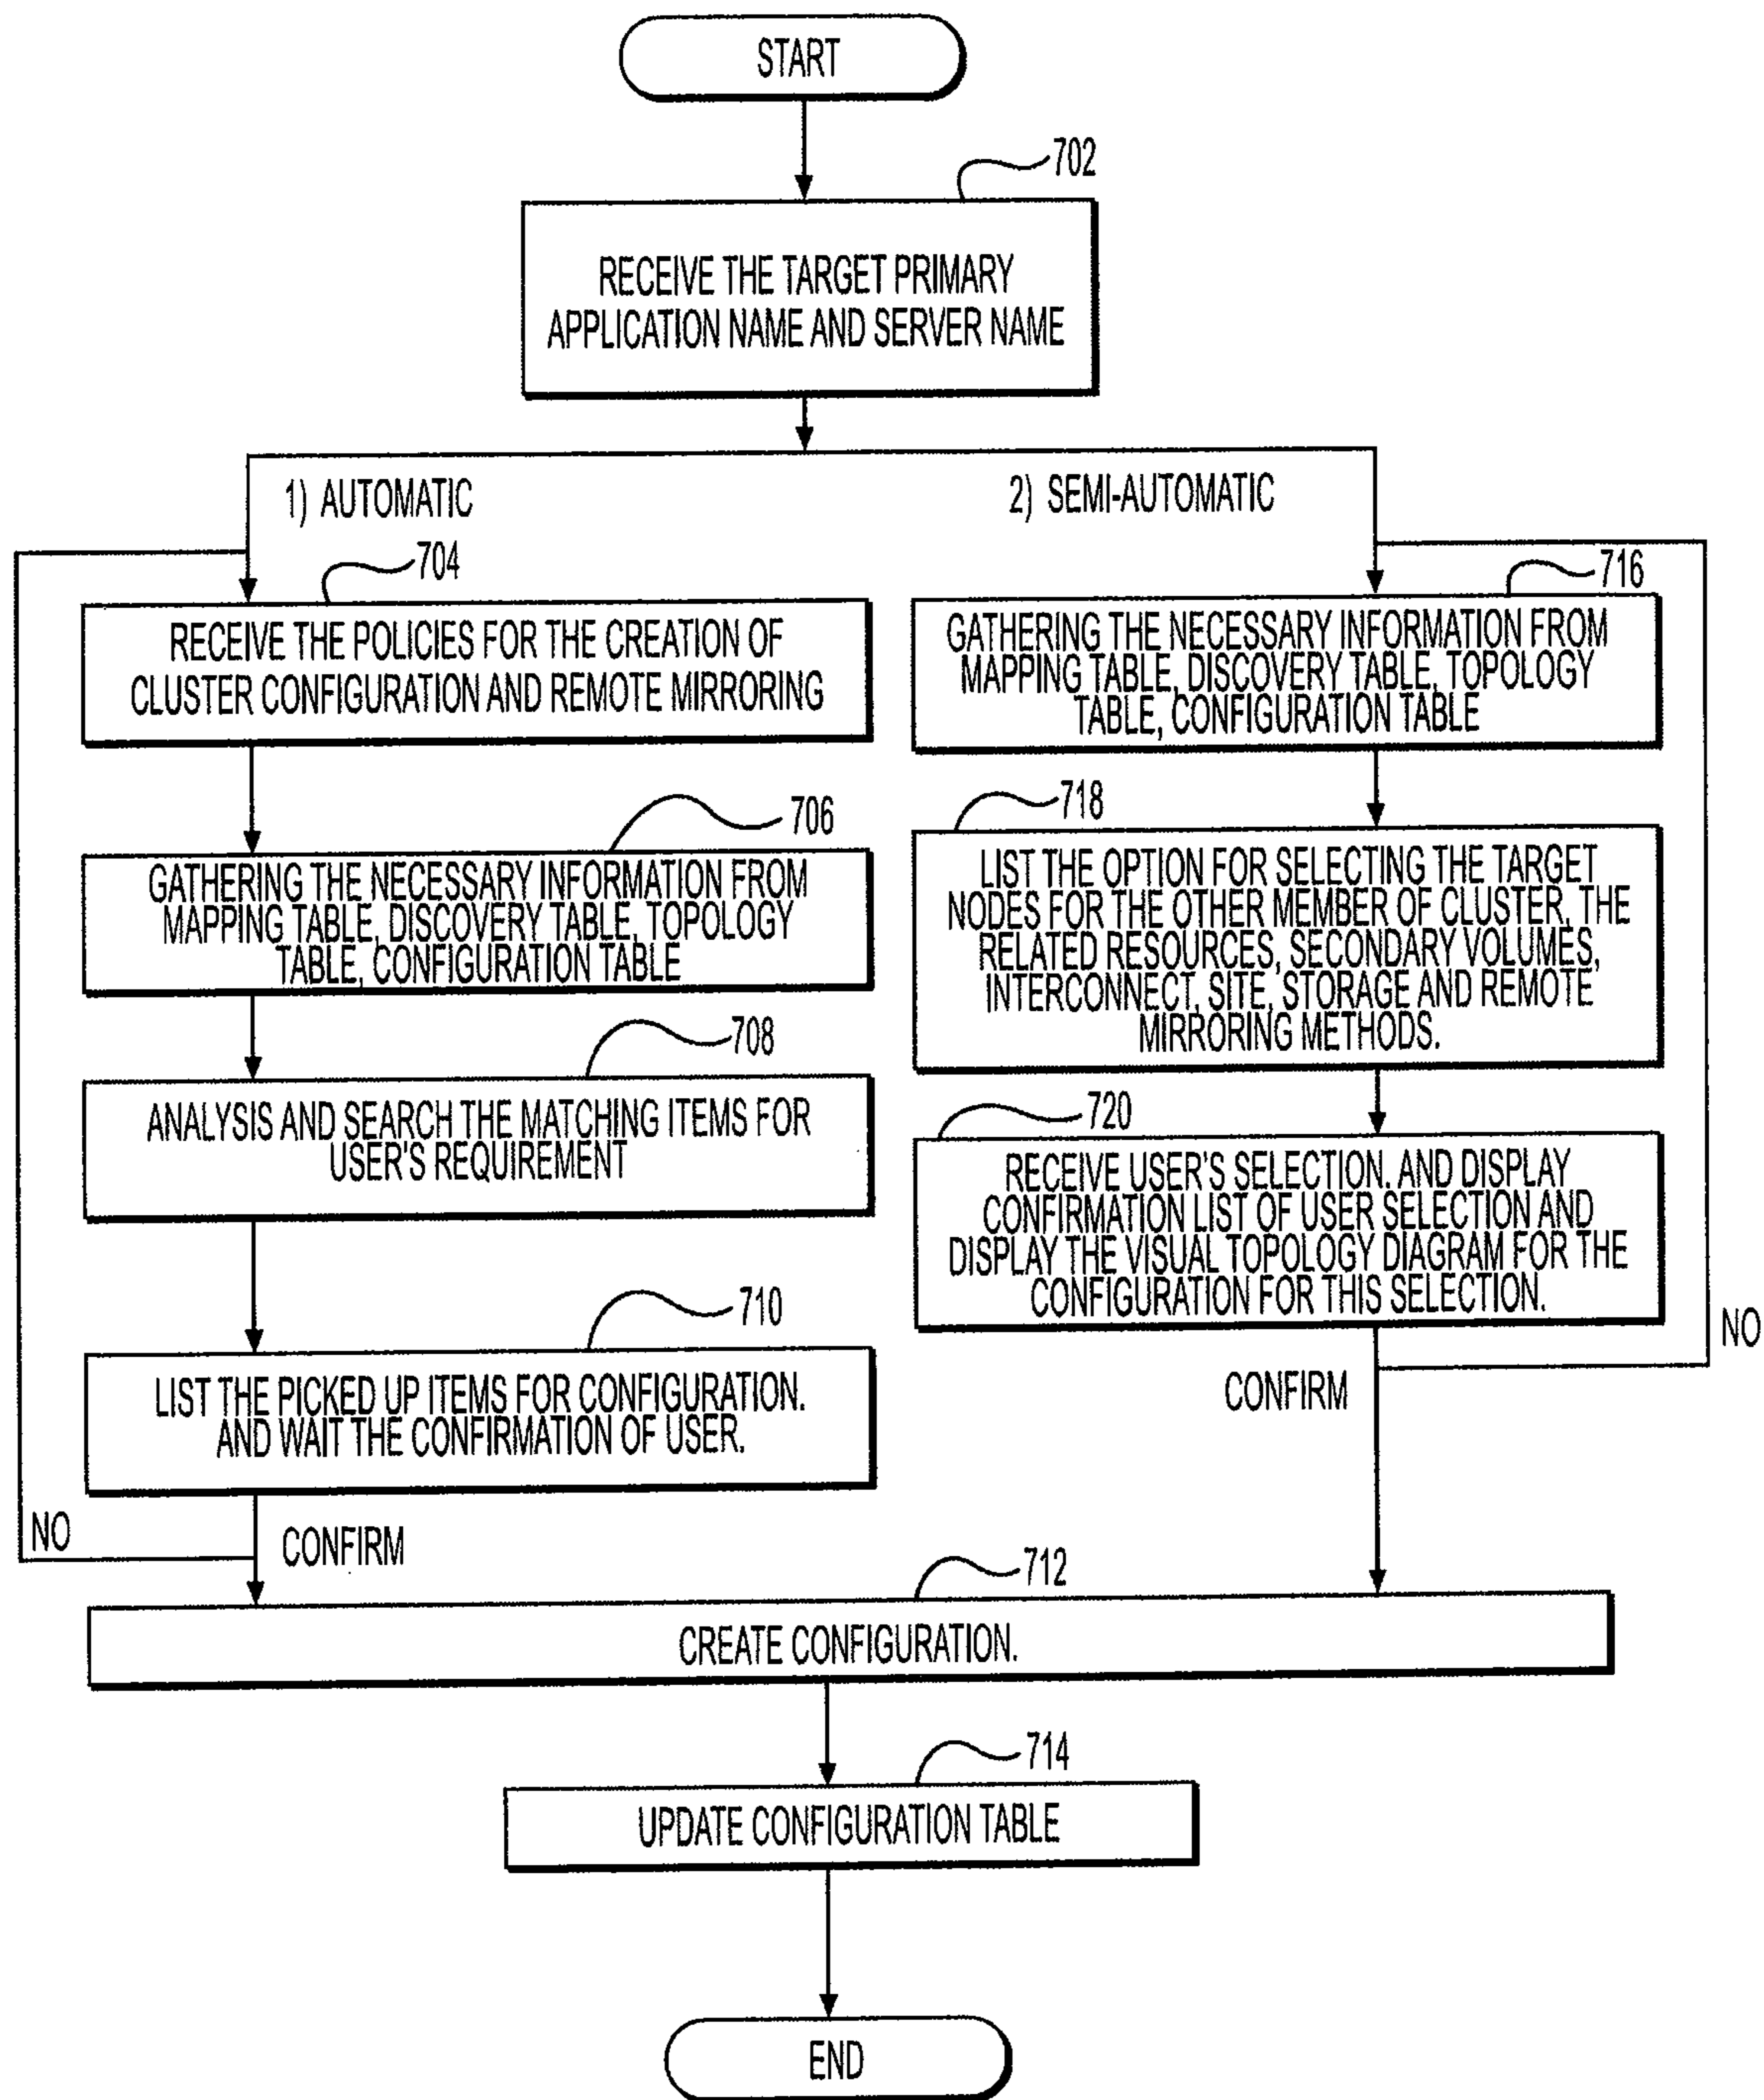 START
702
RECEIVE THE TARGET PRIMARY
APPLICATION NAME AND SERVER NAME
1) AUTOMATIC
2) SEMI-AUTOMATIC
704
RECEIVE THE POLICIES FOR THE CREATION OF
CLUSTER CONFIGURATION AND REMOTE MIRRORING
706
GATHERING THE NECESSARY INFORMATION FROM
MAPPING TABLE, DISCOVERY TABLE, TOPOLOGY
TABLE, CONFIGURATION TABLE
708
ANALYSIS AND SEARCH THE MATCHING ITEMS FOR
USER'S REQUIREMENT
710
LIST THE PICKED UP ITEMS FOR CONFIGURATION.
AND WAIT THE CONFIRMATION OF USER.
NO
CONFIRM
716
GATHERING THE NECESSARY INFORMATION FROM
MAPPING TABLE, DISCOVERY TABLE, TOPOLOGY
TABLE, CONFIGURATION TABLE
718
LIST THE OPTION FOR SELECTING THE TARGET
NODES FOR THE OTHER MEMBER OF CLUSTER, THE
RELATED RESOURCES, SECONDARY VOLUMES,
INTERCONNECT, SITE, STORAGE AND REMOTE
MIRRORING METHODS.
720
RECEIVE USER'S SELECTION. AND DISPLAY
CONFIRMATION LIST OF USER SELECTION AND
DISPLAY THE VISUAL TOPOLOGY DIAGRAM FOR THE
CONFIGURATION FOR THIS SELECTION.
NO
CONFIRM
712
CREATE CONFIGURATION.
714
UPDATE CONFIGURATION TABLE
END